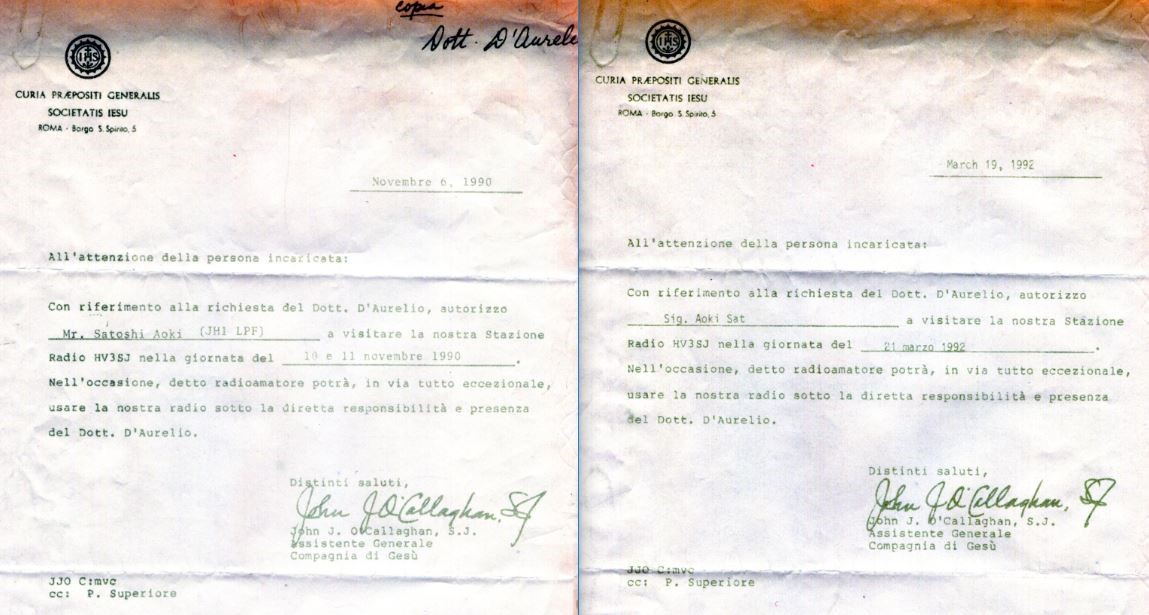 copia
Dott. D'Aurelio
IHS
CURIA PRÆPOSITI GENERALIS
SOCIETATIS IESU
ROMA - Borgo S. Spirito, 5
Novembre 6, 1990
All'attenzione della persona incaricata:
Con riferimento alla richiesta del Dott. D'Aurelio, autorizzo
Mr. Satoshi Aoki (JH1 LPF) a visitare la nostra Stazione
Radio HV3SJ nella giornata del 10 e 11 novembre 1990.
Nell'occasione, detto radioamatore potrà, in via tutto eccezionale,
usare la nostra radio sotto la diretta responsibilità e presenza
del Dott. D'Aurelio.
Distinti saluti,
John J. O'Callaghan, SJ
John J. O'Callaghan, S.J.
Assistente Generale
Compagnia di Gesù
JJO C:mvc
cc: P. Superiore
IHS
CURIA PRÆPOSITI GENERALIS
SOCIETATIS IESU
ROMA - Borgo S. Spirito, 5
March 19, 1992
All'attenzione della persona incaricata:
Con riferimento alla richiesta del Dott. D'Aurelio, autorizzo
Sig. Aoki Sat a visitare la nostra Stazione
Radio HV3SJ nella giornata del 21 marzo 1992.
Nell'occasione, detto radioamatore potrà, in via tutto eccezionale,
usare la nostra radio sotto la diretta responsibilità e presenza
del Dott. D'Aurelio.
Distinti saluti,
John J. O'Callaghan, SJ
John J. O'Callaghan, S.J.
Assistente Generale
Compagnia di Gesù
JJO C:mvc
cc: P. Superiore